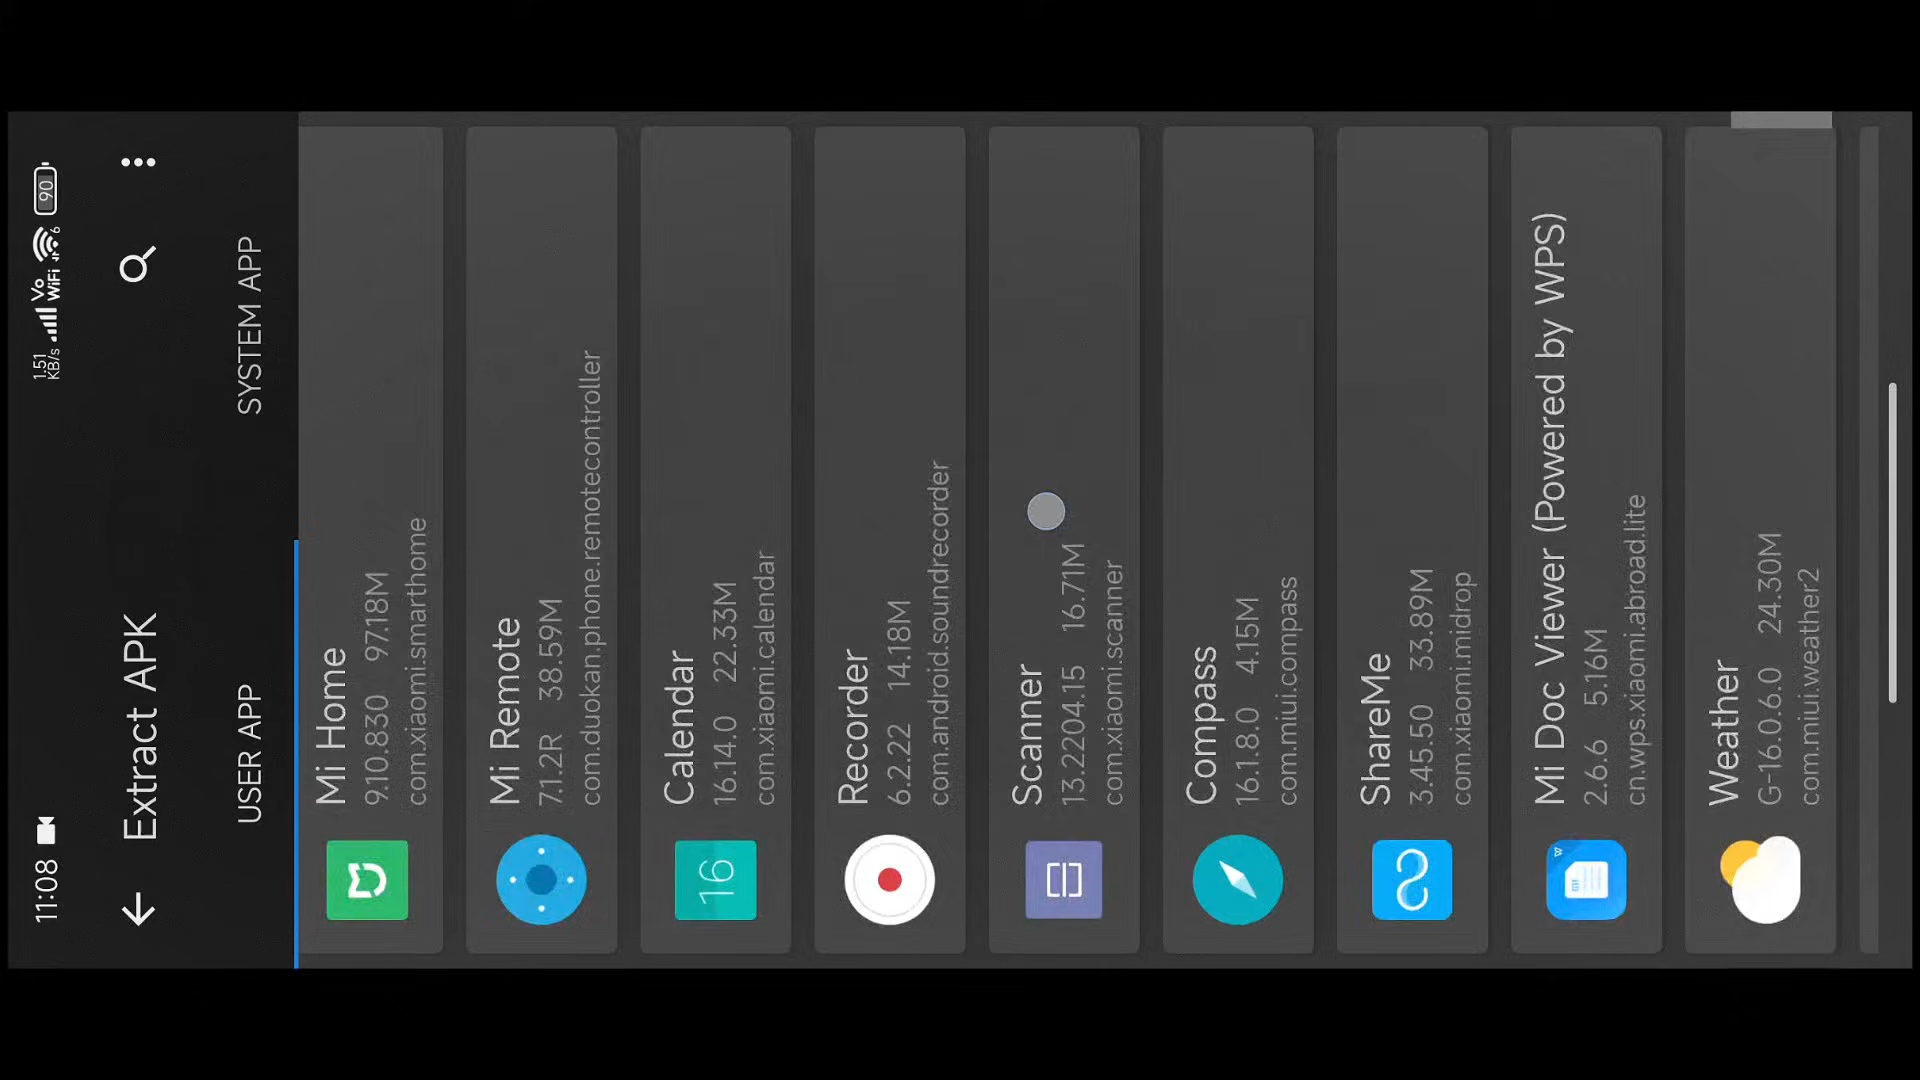 11:08
1.51
KB/s
Vo
WiFi 6
90
Extract APK
USER APP
SYSTEM APP
Mi Home
9.10.830 97.18M
com.xiaomi.smarthome
Mi Remote
7.1.2R 38.59M
com.duokan.phone.remotecontroller
16
Calendar
16.14.0 22.33M
com.xiaomi.calendar
Recorder
6.2.22 14.18M
com.android.soundrecorder
Scanner
13.2204.15 16.71M
com.xiaomi.scanner
Compass
16.1.8.0 4.15M
com.miui.compass
ShareMe
3.45.50 33.89M
com.xiaomi.midrop
W
Mi Doc Viewer (Powered by WPS)
2.6.6 5.16M
cn.wps.xiaomi.abroad.lite
Weather
G-16.0.6.0 24.30M
com.miui.weather2